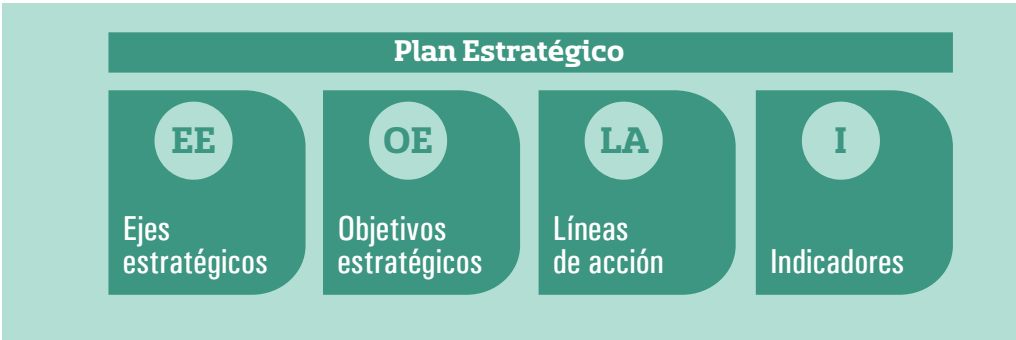 Plan Estratégico
EE
Ejes
estratégicos
OE
Objetivos
estratégicos
LA
Líneas
de acción
I
Indicadores